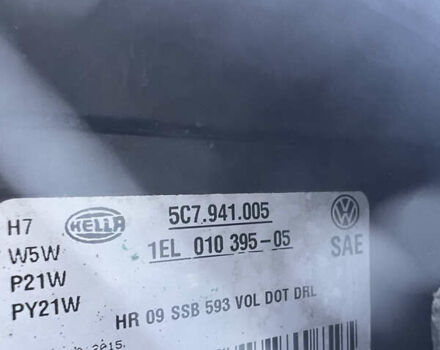 H7
W5W
P21W
PY21W
HELLA
5C7.941.005
1EL 010 395-05
VW
SAE
HR 09 SSB 593 VOL DOT DRL
2015